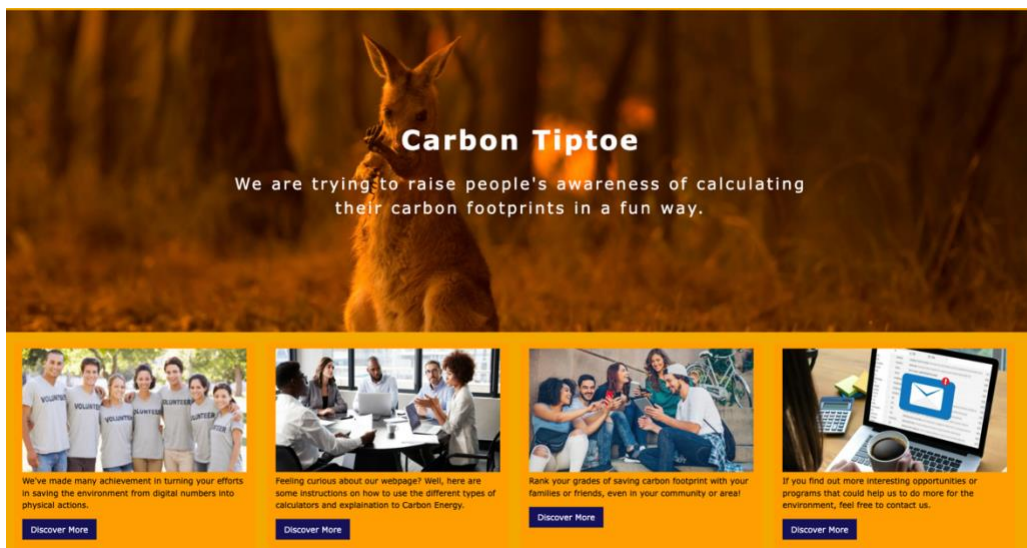 Carbon Tiptoe
We are trying to raise people's awareness of calculating
their carbon footprints in a fun way.
VOLUNTEER
VOLUNTEER
VOLUNTEER
We've made many achievement in turning your efforts
in saving the environment from digital numbers into
physical actions.
Discover More
Feeling curious about our webpage? Well, here are
some instructions on how to use the different types of
calculators and explaination to Carbon Energy.
Discover More
Rank your grades of saving carbon footprint with your
families or friends, even in your community or area!
Discover More
If you find out more interesting opportunities or
programs that could help us to do more for the
environment, feel free to contact us.
Discover More